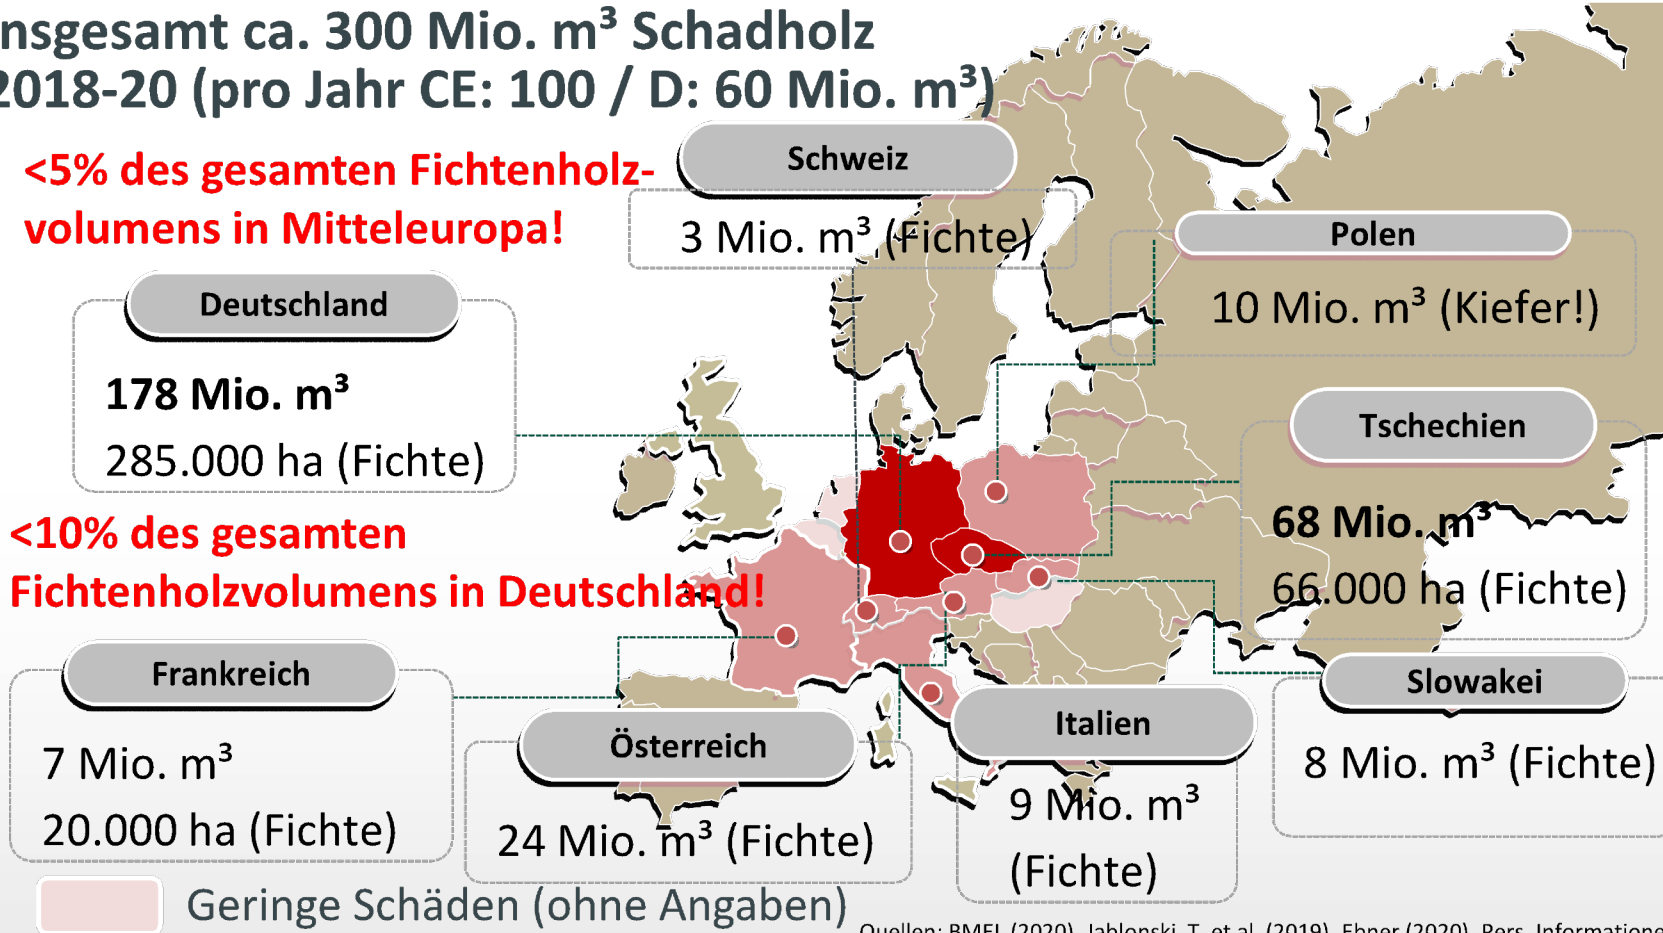 nsgesamt ca. 300 Mio. m³ Schadholz
2018-20 (pro Jahr CE: 100 / D: 60 Mio. m³)
<5% des gesamten Fichtenholz-
volumens in Mitteleuropa!
Schweiz
3 Mio. m³ (Fichte)
Polen
10 Mio. m³ (Kiefer!)
Deutschland
178 Mio. m³
285.000 ha (Fichte)
Tschechien
68 Mio. m³
66.000 ha (Fichte)
<10% des gesamten
Fichtenholzvolumens in Deutschland!
Frankreich
7 Mio. m³
20.000 ha (Fichte)
Österreich
24 Mio. m³ (Fichte)
Italien
9 Mio. m³
(Fichte)
Slowakei
8 Mio. m³ (Fichte)
Geringe Schäden (ohne Angaben)
Quellen: BMEL (2020), Jablonski, T. et al. (2019), Ebner (2020), Pers. Informatione